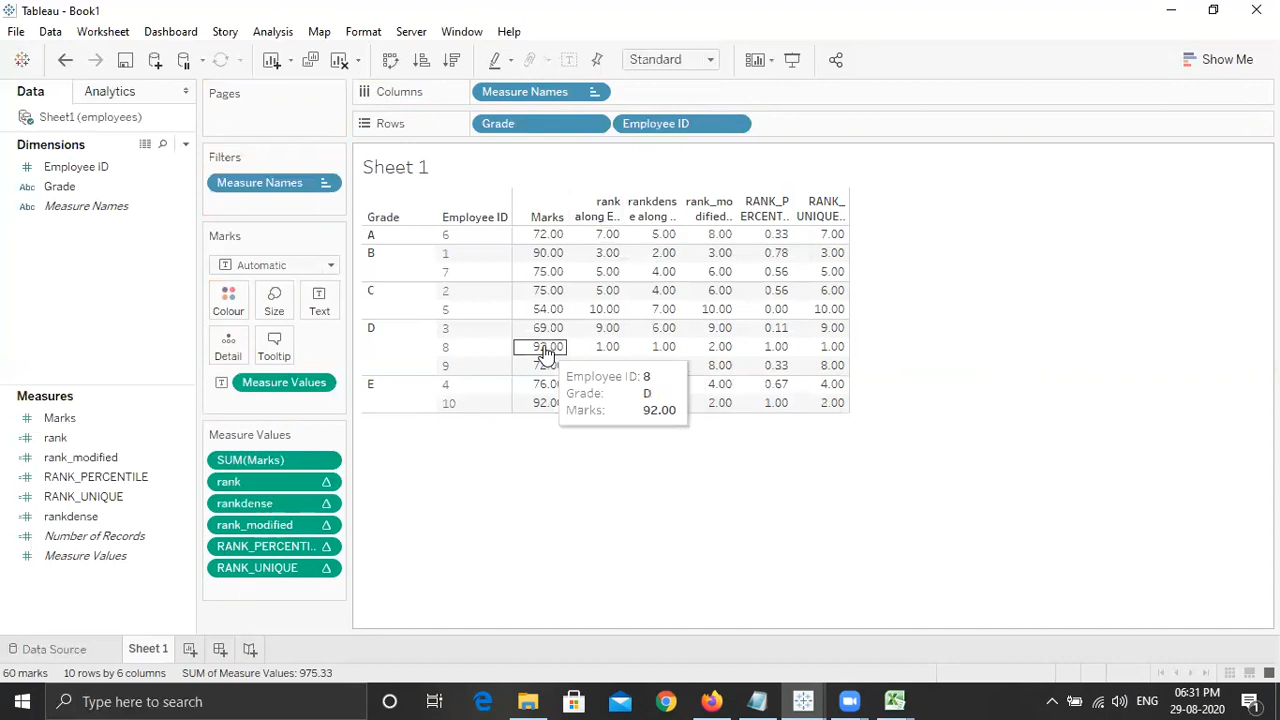 Tableau - Book1
File Data Worksheet Dashboard Story Analysis Map Format Server Window Help
Standard
Show Me
Data Analytics
Sheet1 (employees)
Dimensions
# Employee ID
Abc Grade
Abc Measure Names
Measures
# Marks
=# rank
=# rank_modified
=# RANK_PERCENTILE
=# RANK_UNIQUE
=# rankdense
=# Number of Records
# Measure Values
Pages
Filters
Measure Names
Marks
T Automatic
Colour Size Text
Detail Tooltip
T Measure Values
Measure Values
SUM(Marks)
rank
rankdense
rank_modified
RANK_PERCENTI..
RANK_UNIQUE
Columns Measure Names
Rows Grade Employee ID
Sheet 1
Grade Employee ID Marks rank along E.. rankdens e along .. rank_mo dified.. RANK_P ERCENT.. RANK_ UNIQUE..
A 6 72.00 7.00 5.00 8.00 0.33 7.00
B 1 90.00 3.00 2.00 3.00 0.78 3.00
7 75.00 5.00 4.00 6.00 0.56 5.00
C 2 75.00 5.00 4.00 6.00 0.56 6.00
5 54.00 10.00 7.00 10.00 0.00 10.00
D 3 69.00 9.00 6.00 9.00 0.11 9.00
8 1.00 1.00 2.00 1.00 1.00
9 8.00 0.33 8.00
E 4 76.00 4.00 0.67 4.00
10 92.00 2.00 1.00 2.00
Employee ID: 8
Grade: D
Marks: 92.00
Data Source Sheet 1
60 marks 10 rows by 6 columns SUM of Measure Values: 975.33
Type here to search
ENG
06:31 PM
29-08-2020
1